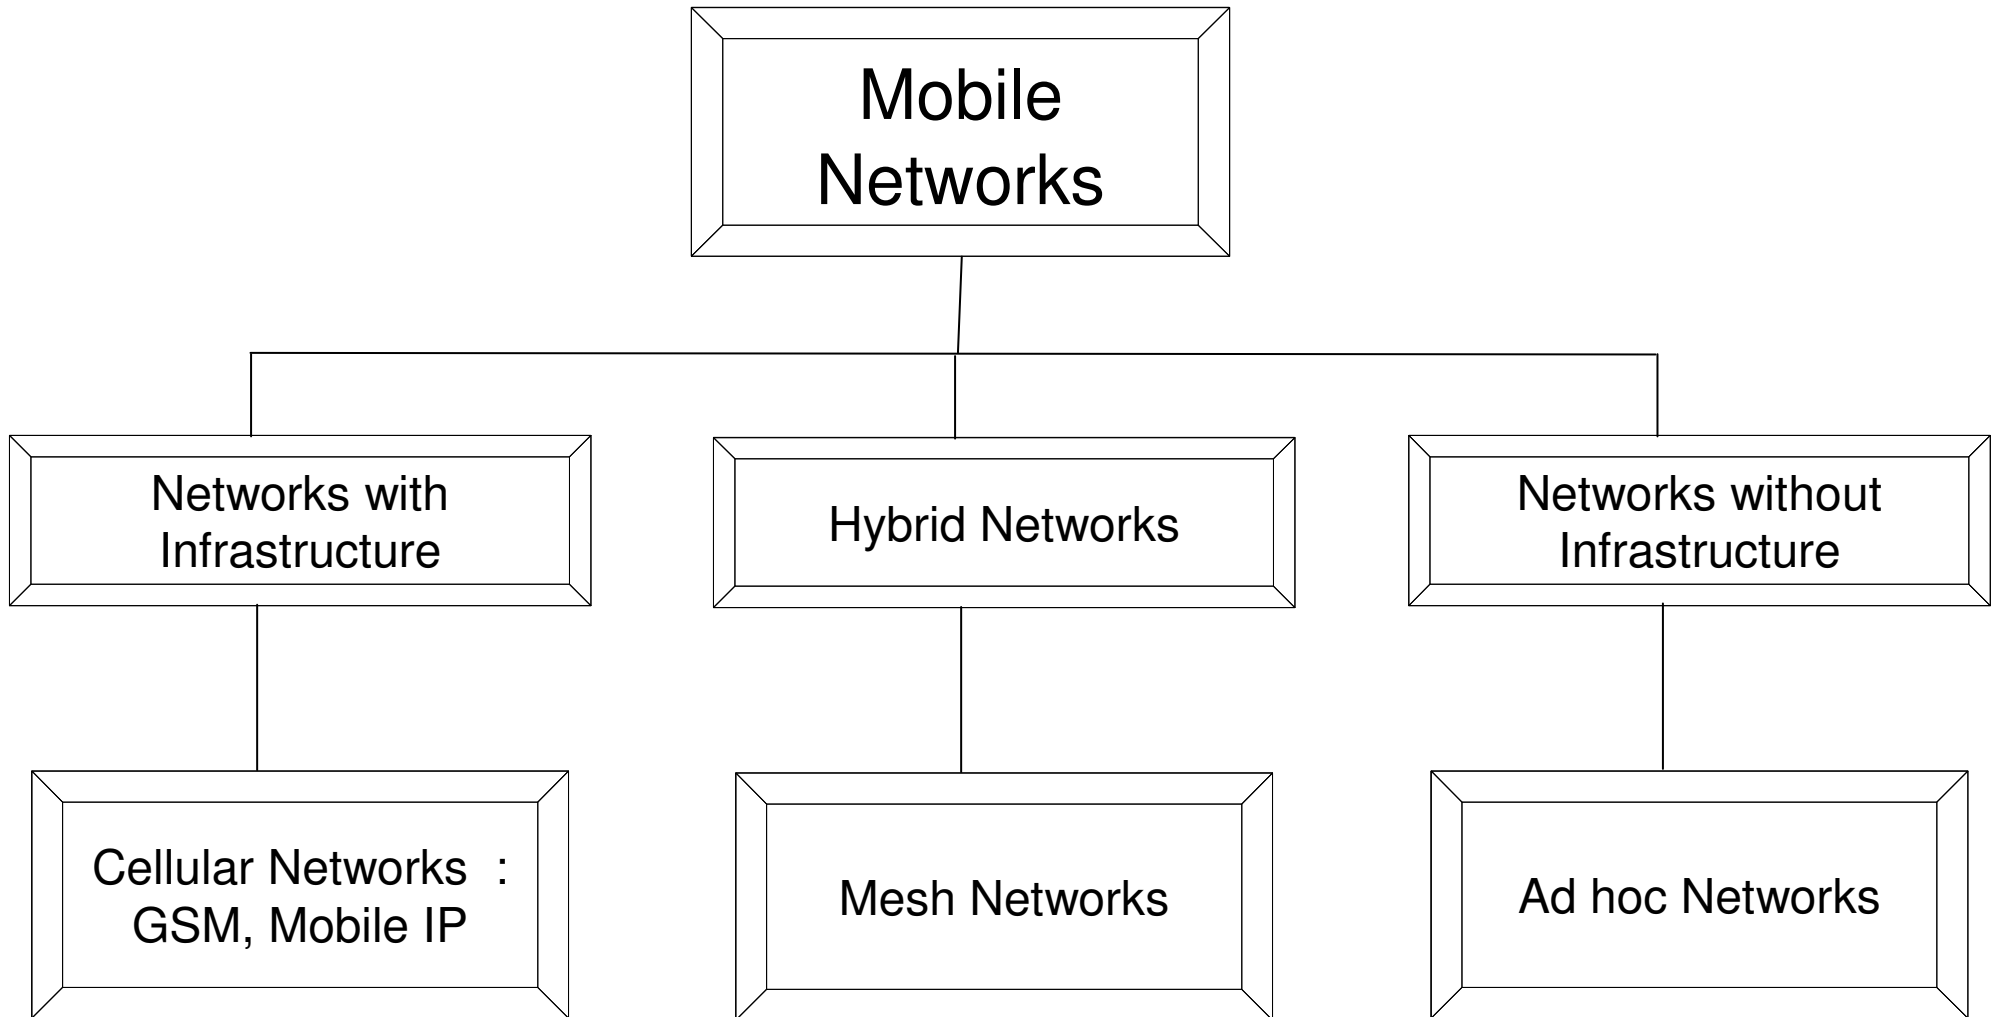 Mobile
Networks
Networks with
Infrastructure
Hybrid Networks
Networks without
Infrastructure
Cellular Networks :
GSM, Mobile IP
Mesh Networks
Ad hoc Networks